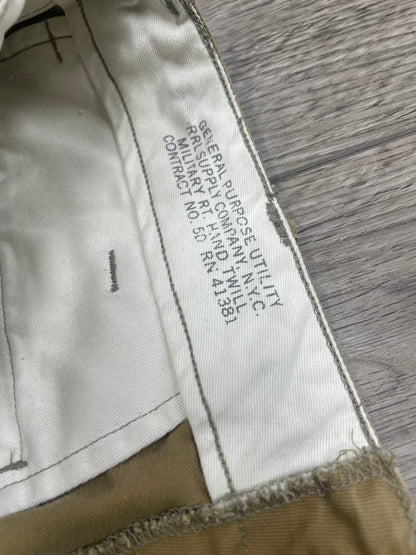 GENERAL PURPOSE UTILITY
RRL SUPPLY COMPANY, N.Y.C.
MILITARY RT. HAND TWILL
CONTRACT NO. 50 RN 41381